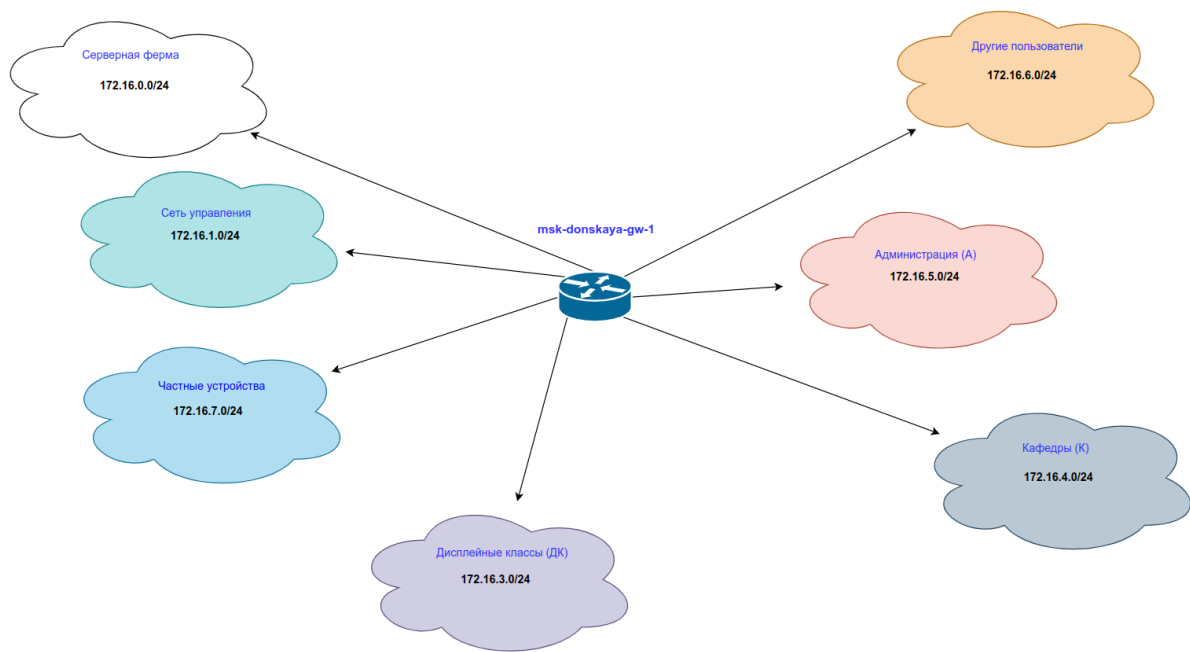 Серверная ферма
172.16.0.0/24
Другие пользователи
172.16.6.0/24
Сеть управления
172.16.1.0/24
msk-donskaya-gw-1
Администрация (А)
172.16.5.0/24
Частные устройства
172.16.7.0/24
Кафедры (К)
172.16.4.0/24
Дисплейные классы (ДК)
172.16.3.0/24